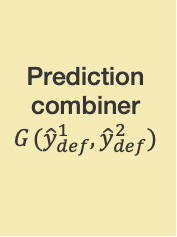 Prediction
combiner
G(ŷ¹def, ŷ²def)